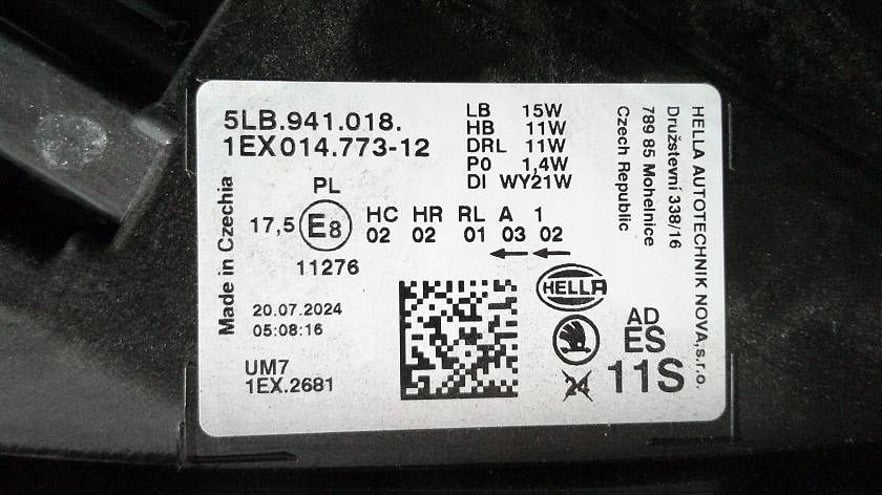 5LB.941.018.
1EX014.773-12
LB 15W
HB 11W
DRL 11W
P0 1,4W
DI WY21W
PL
17,5 E8
11276
HC HR RL A 1
02 02 01 03 02
Made in Czechia
20.07.2024
05:08:16
UM7
1EX.2681
HELLA
AD
ES
11S
HELLA AUTOTECHNIK NOVA,s.r.o.
Družstevní 338/16
789 85 Mohelnice
Czech Republic